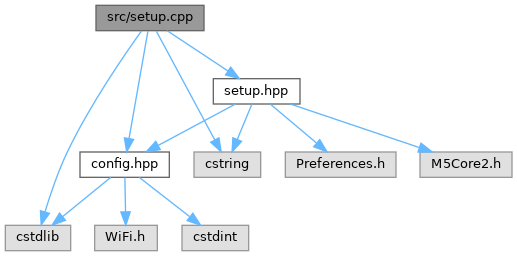 src/setup.cpp
setup.hpp
config.hpp
cstring
Preferences.h
M5Core2.h
cstdlib
WiFi.h
cstdint